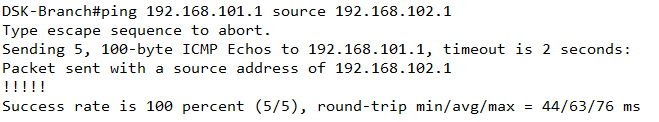 DSK-Branch#ping 192.168.101.1 source 192.168.102.1
Type escape sequence to abort.
Sending 5, 100-byte ICMP Echos to 192.168.101.1, timeout is 2 seconds:
Packet sent with a source address of 192.168.102.1
!!!!!
Success rate is 100 percent (5/5), round-trip min/avg/max = 44/63/76 ms